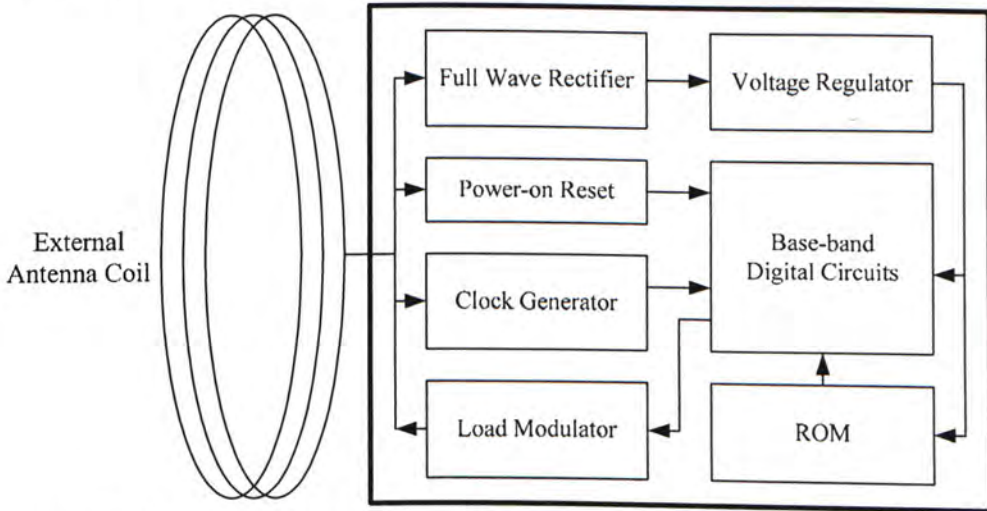 External
Antenna Coil
Full Wave Rectifier
Voltage Regulator
Power-on Reset
Base-band
Digital Circuits
Clock Generator
Load Modulator
ROM